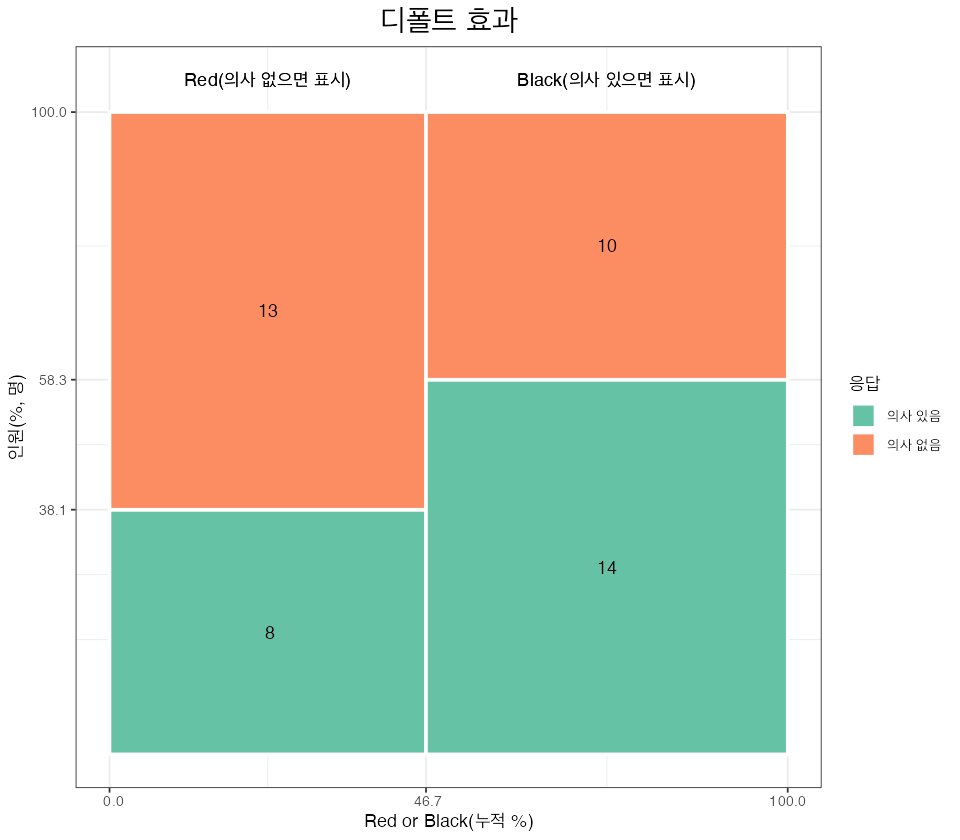 디폴트 효과
Red(의사 없으면 표시)
Black(의사 있으면 표시)
100.0
58.3
38.1
인원(%, 명)
13
10
8
14
0.0
46.7
100.0
Red or Black(누적 %)
응답
의사 있음
의사 없음